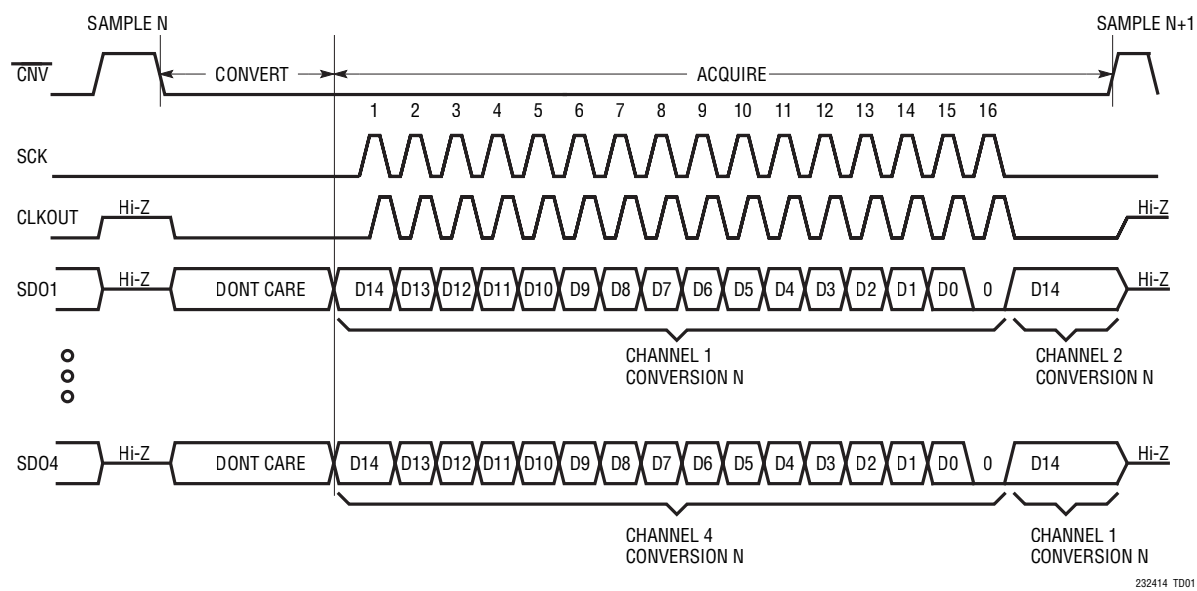 SAMPLE N SAMPLE N+1
CNV CONVERT ACQUIRE
1 2 3 4 5 6 7 8 9 10 11 12 13 14 15 16
SCK
CLKOUT Hi-Z Hi-Z
SDO1 Hi-Z DONT CARE D14 D13 D12 D11 D10 D9 D8 D7 D6 D5 D4 D3 D2 D1 D0 0 D14 Hi-Z
CHANNEL 1 CHANNEL 2
CONVERSION N CONVERSION N
SDO4 Hi-Z DONT CARE D14 D13 D12 D11 D10 D9 D8 D7 D6 D5 D4 D3 D2 D1 D0 0 D14 Hi-Z
CHANNEL 4 CHANNEL 1
CONVERSION N CONVERSION N
232414 TD01